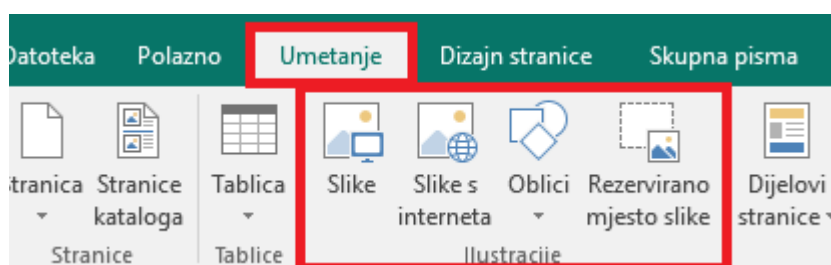 Datoteka Polazno Umetanje Dizajn stranice Skupna pisma
Stranica Stranice Tablica Slike Slike s Oblici Rezervirano Dijelovi
kataloga interneta mjesto slike stranice
Stranice Tablice Ilustracije